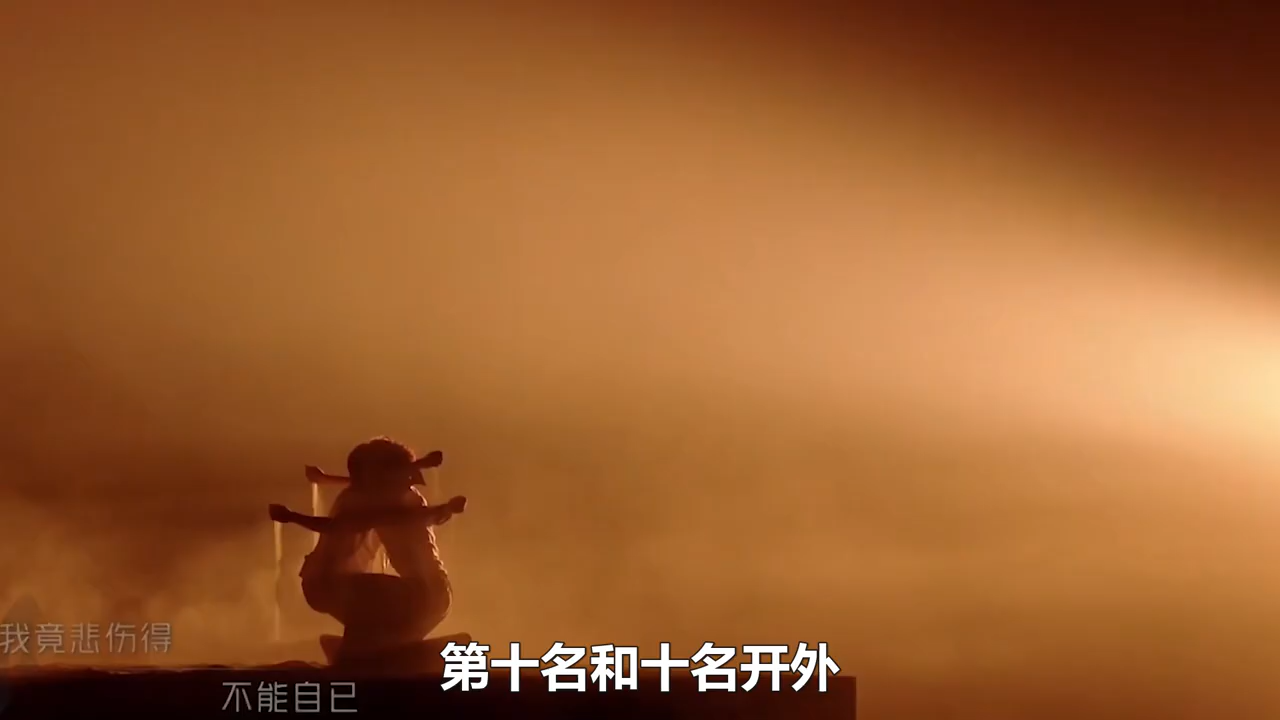 我竟悲伤得
不能自已
第十名和十名开外